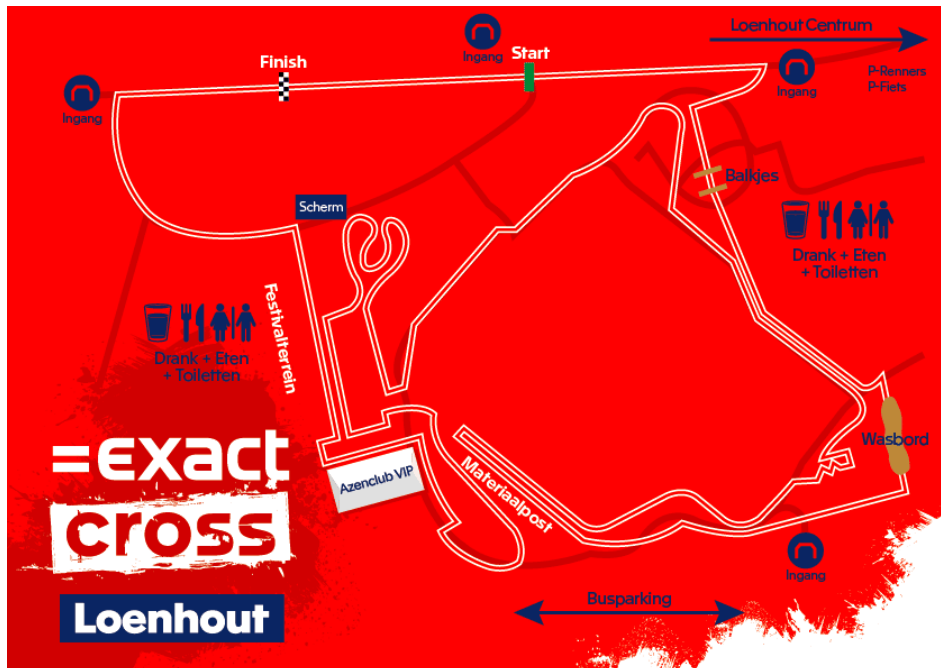 Loenhout Centrum
Ingang
Start
Finish
Ingang
P-Renners
P-Fiets
Ingang
Balkjes
Scherm
Drank + Eten
+ Toiletten
Festivalterrein
Drank + Eten
+ Toiletten
Wasbord
=exact
cross
Loenhout
Azenclub VIP
Materiaalpost
Ingang
Busparking